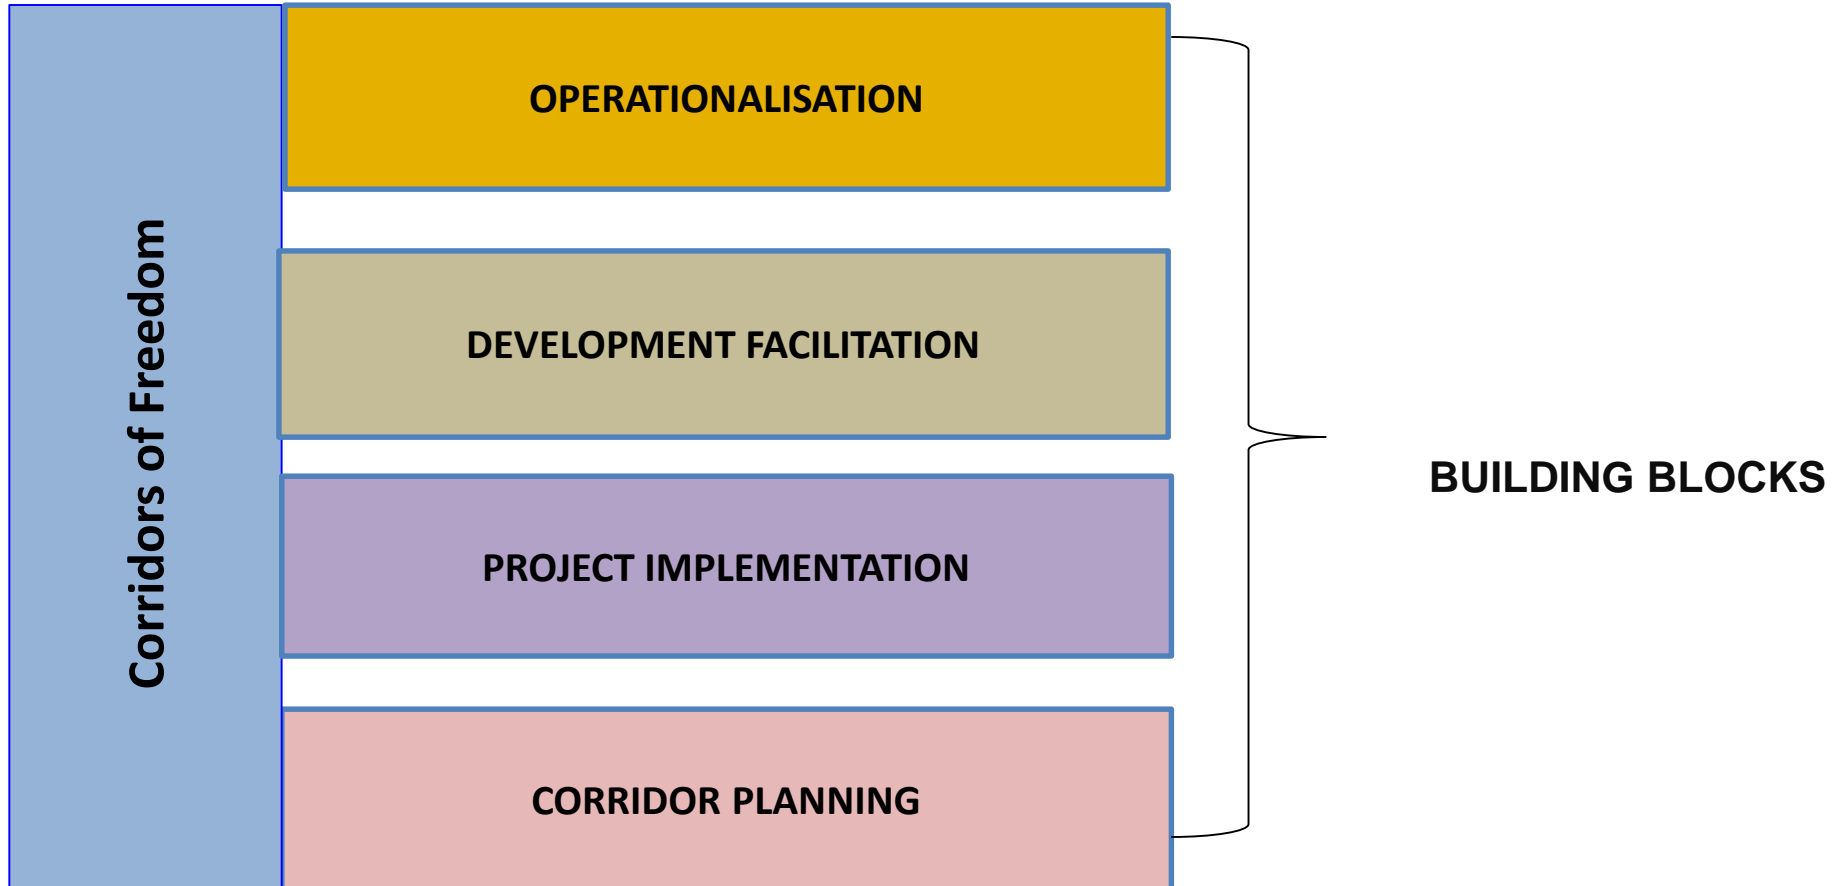 Corridors of Freedom
OPERATIONALISATION
DEVELOPMENT FACILITATION
PROJECT IMPLEMENTATION
CORRIDOR PLANNING
BUILDING BLOCKS